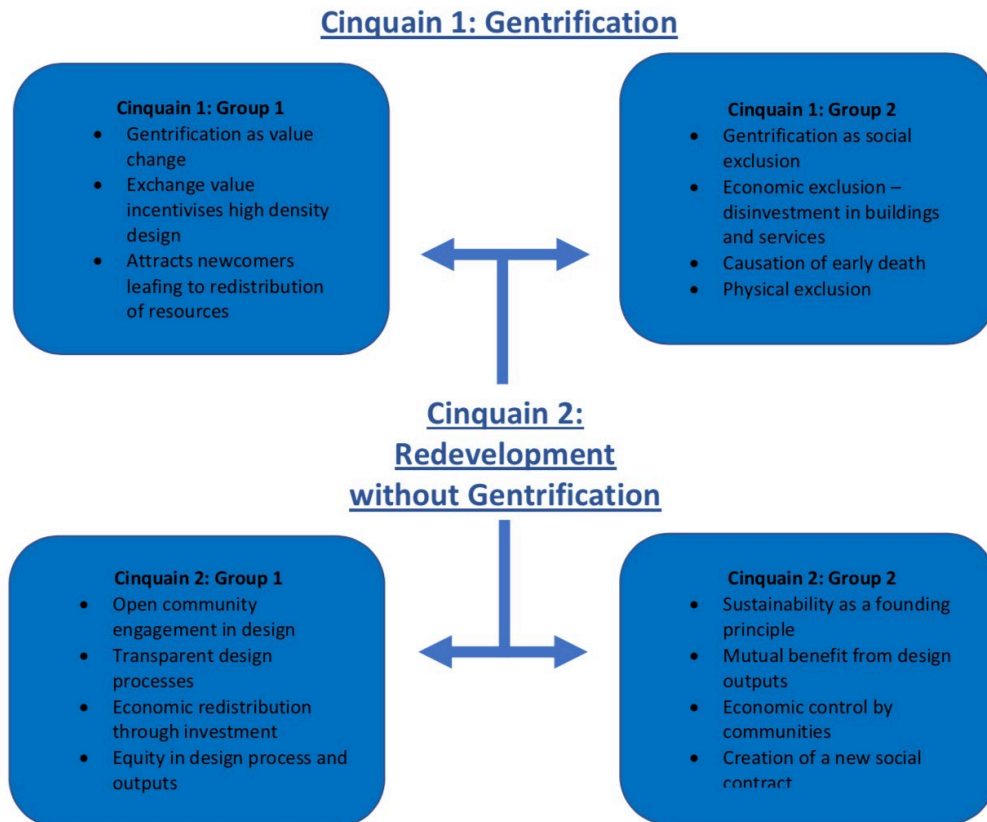 Cinquain 1: Gentrification
Cinquain 1: Group 1
• Gentrification as value
change
• Exchange value
incentivises high density
design
• Attracts newcomers
leafing to redistribution
of resources
Cinquain 1: Group 2
• Gentrification as social
exclusion
• Economic exclusion –
disinvestment in buildings
and services
• Causation of early death
• Physical exclusion
Cinquain 2:
Redevelopment
without Gentrification
Cinquain 2: Group 1
• Open community
engagement in design
• Transparent design
processes
• Economic redistribution
through investment
• Equity in design process and
outputs
Cinquain 2: Group 2
• Sustainability as a founding
principle
• Mutual benefit from design
outputs
• Economic control by
communities
• Creation of a new social
contract